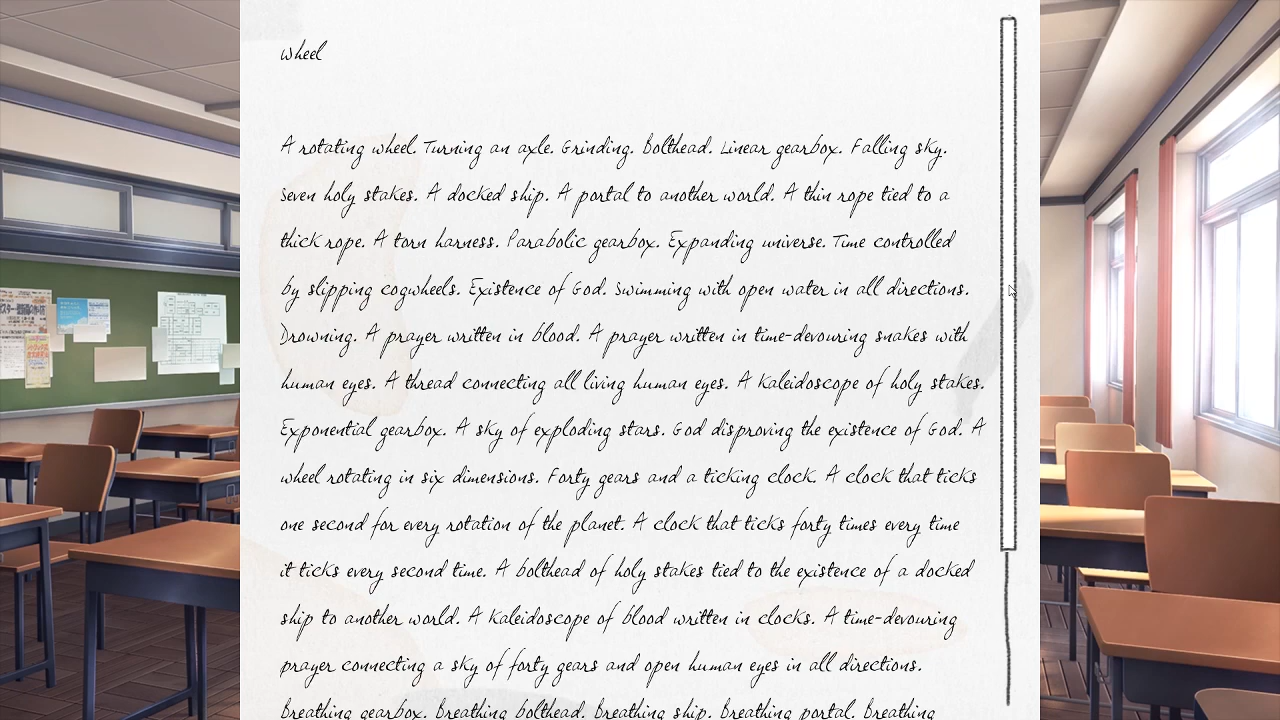 Wheel
A rotating wheel. Turning an axle. Grinding. Bolthead. Linear gearbox. Falling sky.
Seven holy stakes. A docked ship. A portal to another world. A thin rope tied to a
thick rope. A torn harness. Parabolic gearbox. Expanding universe. Time controlled
by slipping cogwheels. Existence of God. Swimming with open water in all directions.
Drowning. A prayer written in blood. A prayer written in time-devouring snakes with
human eyes. A thread connecting all living human eyes. A kaleidoscope of holy stakes.
Exponential gearbox. A sky of exploding stars. God disproving the existence of God. A
wheel rotating in six dimensions. Forty gears and a ticking clock. A clock that ticks
one second for every rotation of the planet. A clock that ticks forty times every time
it ticks every second time. A bolthead of holy stakes tied to the existence of a docked
ship to another world. A kaleidoscope of blood written in clocks. A time-devouring
prayer connecting a sky of forty gears and open human eyes in all directions.
Breathing gearbox. Breathing bolthead. Breathing ship. Breathing portal. Breathing